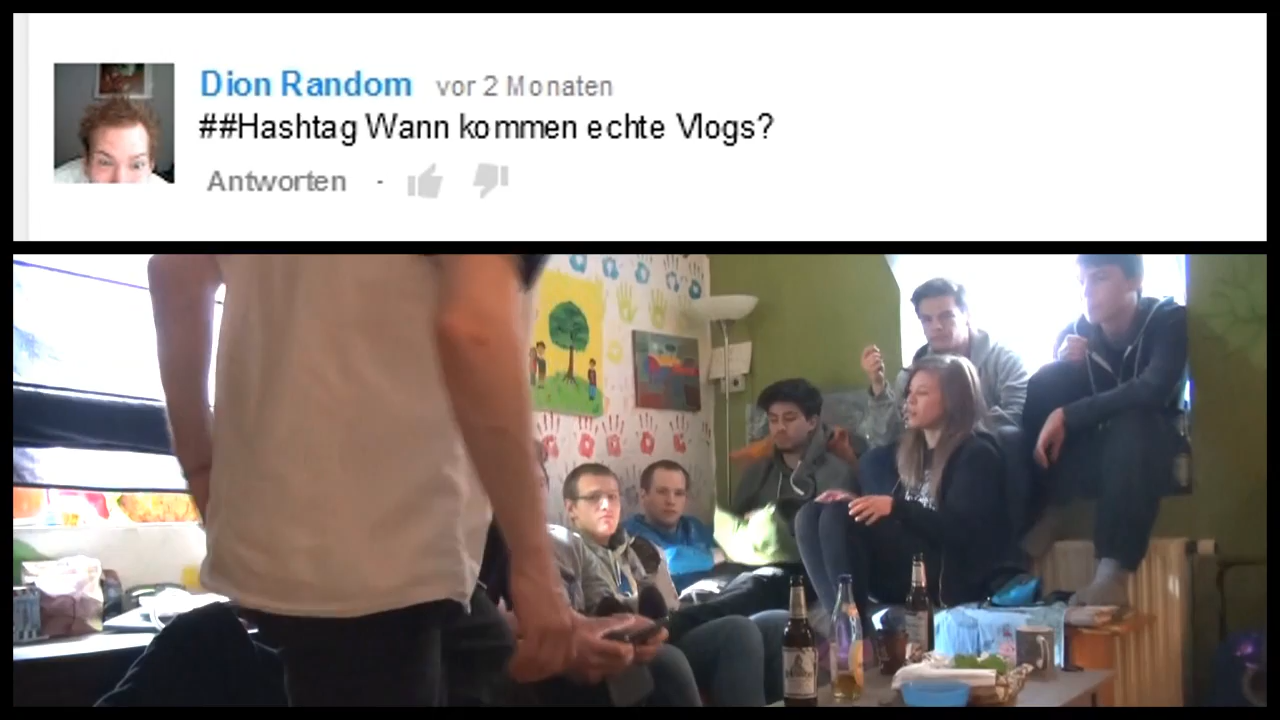 Dion Random vor 2 Monaten
##Hashtag Wann kommen echte Vlogs?
Antworten ·